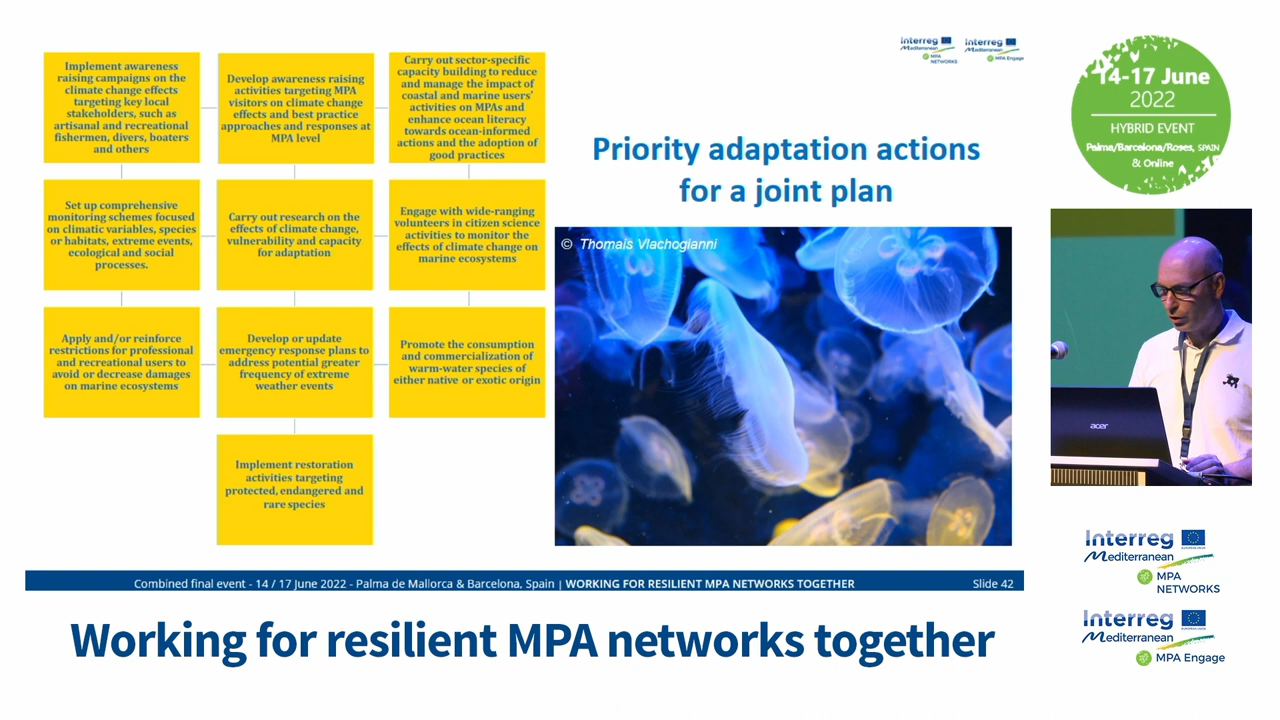 Implement awareness
raising campaigns on the
climate change effects
targeting key local
stakeholders, such as
artisanal and recreational
fishermen, divers, boaters
and others
Develop awareness raising
activities targeting MPA
visitors on climate change
effects and best practice
approaches and responses at
MPA level
Carry out sector-specific
capacity building to reduce
and manage the impact of
coastal and marine users'
activities on MPAs and
enhance ocean literacy
towards ocean-informed
actions and the adoption of
good practices
Set up comprehensive
monitoring schemes focused
on climatic variables, species
or habitats, extreme events,
ecological and social
processes.
Carry out research on the
effects of climate change,
vulnerability and capacity
for adaptation
Engage with wide-ranging
volunteers in citizen science
activities to monitor the
effects of climate change on
marine ecosystems
Apply and/or reinforce
restrictions for professional
and recreational users to
avoid or decrease damages
on marine ecosystems
Develop or update
emergency response plans to
address potential greater
frequency of extreme
weather events
Promote the consumption
and commercialization of
warm-water species of
either native or exotic origin
Implement restoration
activities targeting
protected, endangered and
rare species
Interreg
Mediterranean
MPA
NETWORKS
Interreg
Mediterranean
MPA Engage
Priority adaptation actions
for a joint plan
© Thomais Vlachogianni
Combined final event - 14 / 17 June 2022 - Palma de Mallorca & Barcelona, Spain | WORKING FOR RESILIENT MPA NETWORKS TOGETHER
Slide 42
Working for resilient MPA networks together
14-17 June
2022
HYBRID EVENT
Palma/Barcelona/Roses, SPAIN
& Online
acer
Interreg
EUROPEAN UNION
Mediterranean
MPA
NETWORKS
Interreg
EUROPEAN UNION
Mediterranean
MPA Engage